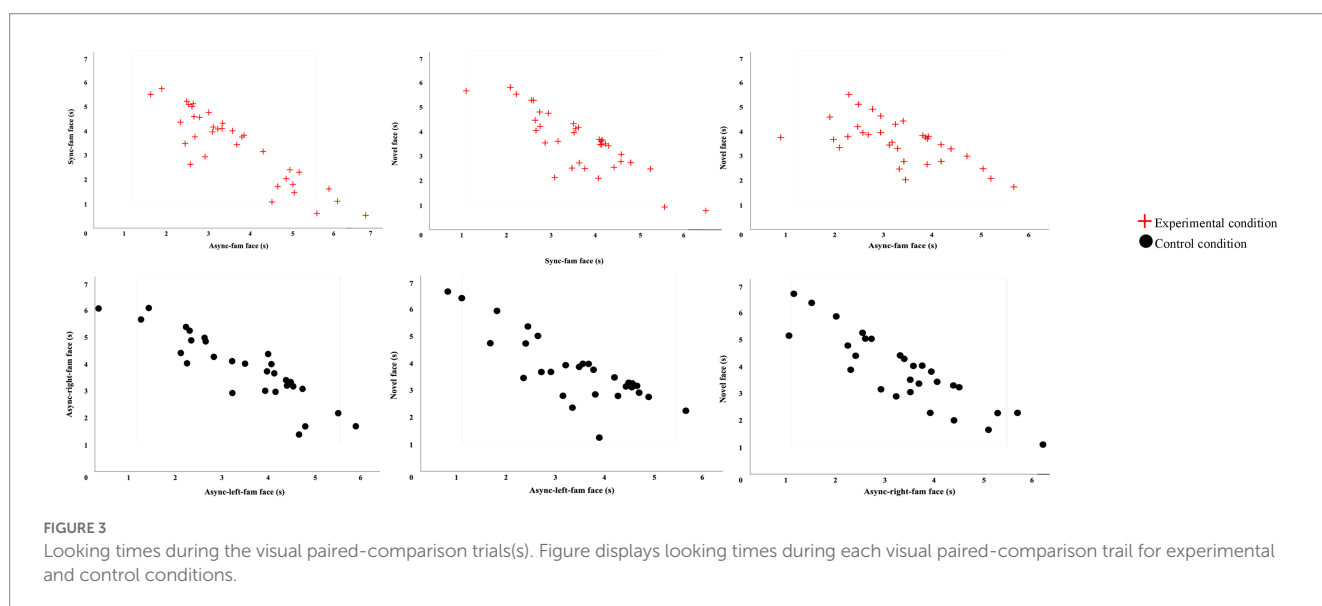 7
6
5
4
3
2
1
0
Sync-fam face (s)
1 2 3 4 5 6 7
Async-fam face (s)
7
6
5
4
3
2
1
0
Novel face (s)
1 2 3 4 5 6
Sync-fam face (s)
7
6
5
4
3
2
1
0
Novel face (s)
1 2 3 4 5 6
Async-fam face (s)
Experimental condition
Control condition
7
6
5
4
3
2
1
0
Async-right-fam face (s)
1 2 3 4 5 6
Async-left-fam face (s)
7
6
5
4
3
2
1
0
Novel face (s)
1 2 3 4 5 6
Async-left-fam face (s)
7
6
5
4
3
2
1
0
Novel face (s)
1 2 3 4 5 6
Async-right-fam face (s)
FIGURE 3
Looking times during the visual paired-comparison trials(s). Figure displays looking times during each visual paired-comparison trail for experimental
and control conditions.